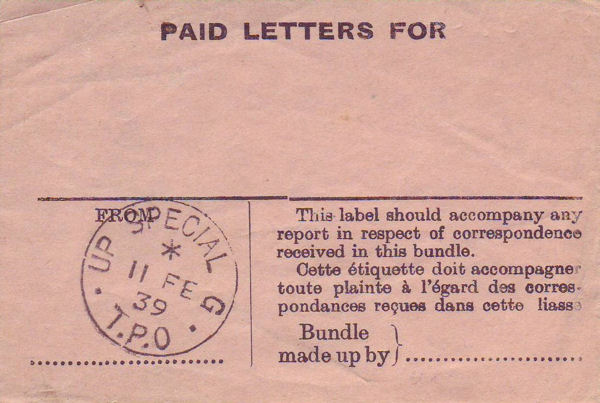 PAID LETTERS FOR
FROM
UP SPECIAL G
*
11 FE
39
T.P.O
This label should accompany any
report in respect of correspondence
received in this bundle.
Cette étiquette doit accompagner
toute plainte à l'égard des corres-
pondances reçues dans cette liasse
Bundle
made up by